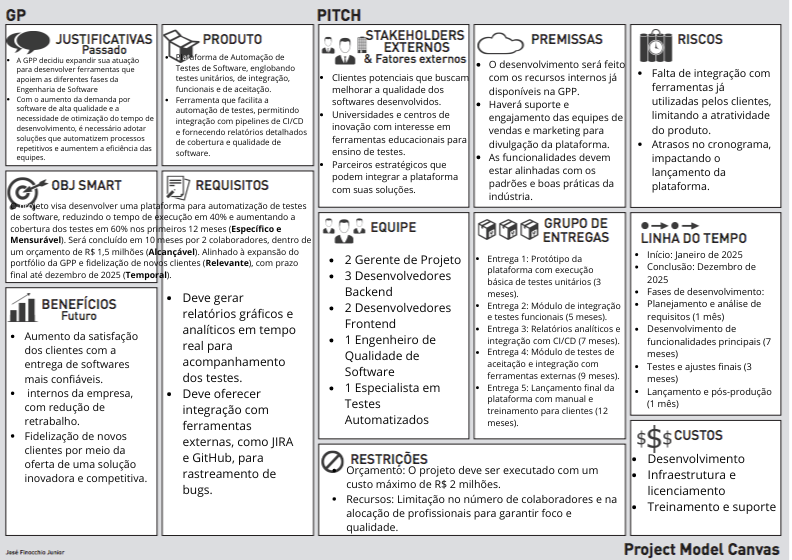 GP
PITCH
JUSTIFICATIVAS
Passado
A GPP decidiu expandir sua atuação
para desenvolver ferramentas que
apoiem as diferentes fases da
Engenharia de Software
Com o aumento da demanda por
software de alta qualidade e a
necessidade de otimização do tempo de
desenvolvimento, é necessário adotar
soluções que automatizem processos
repetitivos e aumentem a eficiência das
equipes.
PRODUTO
Plataforma de Automação de
Testes de Software, englobando
testes unitários, de integração,
funcionais e de aceitação.
Ferramenta que facilita a
automação de testes, permitindo
integração com pipelines de CI/CD
e fornecendo relatórios detalhados
de cobertura e qualidade de
software.
STAKEHOLDERS
EXTERNOS
& Fatores externos
Clientes potenciais que buscam
melhorar a qualidade dos
softwares desenvolvidos.
Universidades e centros de
inovação com interesse em
ferramentas educacionais para
ensino de testes.
Parceiros estratégicos que
podem integrar a plataforma
com suas soluções.
PREMISSAS
O desenvolvimento será feito
com os recursos internos já
disponíveis na GPP.
Haverá suporte e
engajamento das equipes de
vendas e marketing para
divulgação da plataforma.
As funcionalidades devem
estar alinhadas com os
padrões e boas práticas da
indústria.
RISCOS
Falta de integração com
ferramentas já
utilizadas pelos clientes,
limitando a atratividade
do produto.
Atrasos no cronograma,
impactando o
lançamento da
plataforma.
OBJ SMART
O projeto visa desenvolver uma plataforma para automatização de testes
de software, reduzindo o tempo de execução em 40% e aumentando a
cobertura dos testes em 60% nos primeiros 12 meses (Específico e
Mensurável). Será concluído em 10 meses por 2 colaboradores, dentro de
um orçamento de R$ 1,5 milhões (Alcançável). Alinhado à expansão do
portfólio da GPP e fidelização de novos clientes (Relevante), com prazo
final até dezembro de 2025 (Temporal).
REQUISITOS
Deve gerar
relatórios gráficos e
analíticos em tempo
real para
acompanhamento
dos testes.
Deve oferecer
integração com
ferramentas
externas, como JIRA
e GitHub, para
rastreamento de
bugs.
BENEFÍCIOS
Futuro
Aumento da satisfação
dos clientes com a
entrega de softwares
mais confiáveis.
internos da empresa,
com redução de
retrabalho.
Fidelização de novos
clientes por meio da
oferta de uma solução
inovadora e competitiva.
EQUIPE
2 Gerente de Projeto
3 Desenvolvedores
Backend
2 Desenvolvedores
Frontend
1 Engenheiro de
Qualidade de
Software
1 Especialista em
Testes
Automatizados
GRUPO DE
ENTREGAS
Entrega 1: Protótipo da
plataforma com execução
básica de testes unitários (3
meses).
Entrega 2: Módulo de integração
e testes funcionais (5 meses).
Entrega 3: Relatórios analíticos e
integração com CI/CD (7 meses).
Entrega 4: Módulo de testes de
aceitação e integração com
ferramentas externas (9 meses).
Entrega 5: Lançamento final da
plataforma com manual e
treinamento para clientes (12
meses).
LINHA DO TEMPO
Início: Janeiro de 2025
Conclusão: Dezembro de
2025
Fases de desenvolvimento:
Planejamento e análise de
requisitos (1 mês)
Desenvolvimento de
funcionalidades principais (7
meses)
Testes e ajustes finais (3
meses)
Lançamento e pós-produção
(1 mês)
RESTRIÇÕES
Orçamento: O projeto deve ser executado com um
custo máximo de R$ 2 milhões.
Recursos: Limitação no número de colaboradores e na
alocação de profissionais para garantir foco e
qualidade.
$$$ CUSTOS
Desenvolvimento
Infraestrutura e
licenciamento
Treinamento e suporte
José Finocchio Junior
Project Model Canvas